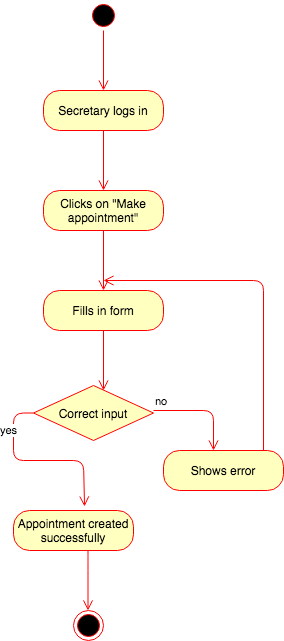 Secretary logs in
Clicks on "Make
appointment"
Fills in form
Correct input
no
yes
Shows error
Appointment created
successfully